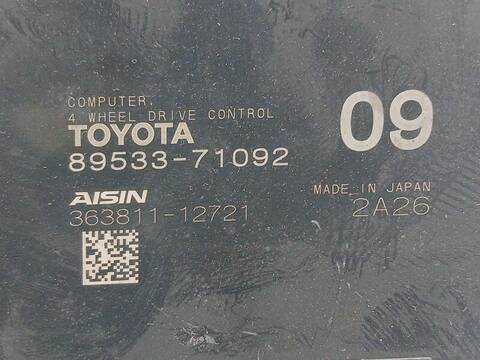 COMPUTER,
4 WHEEL DRIVE CONTROL
TOYOTA
89533-71092
09
AISIN
363811-12721
MADE IN JAPAN
2A26